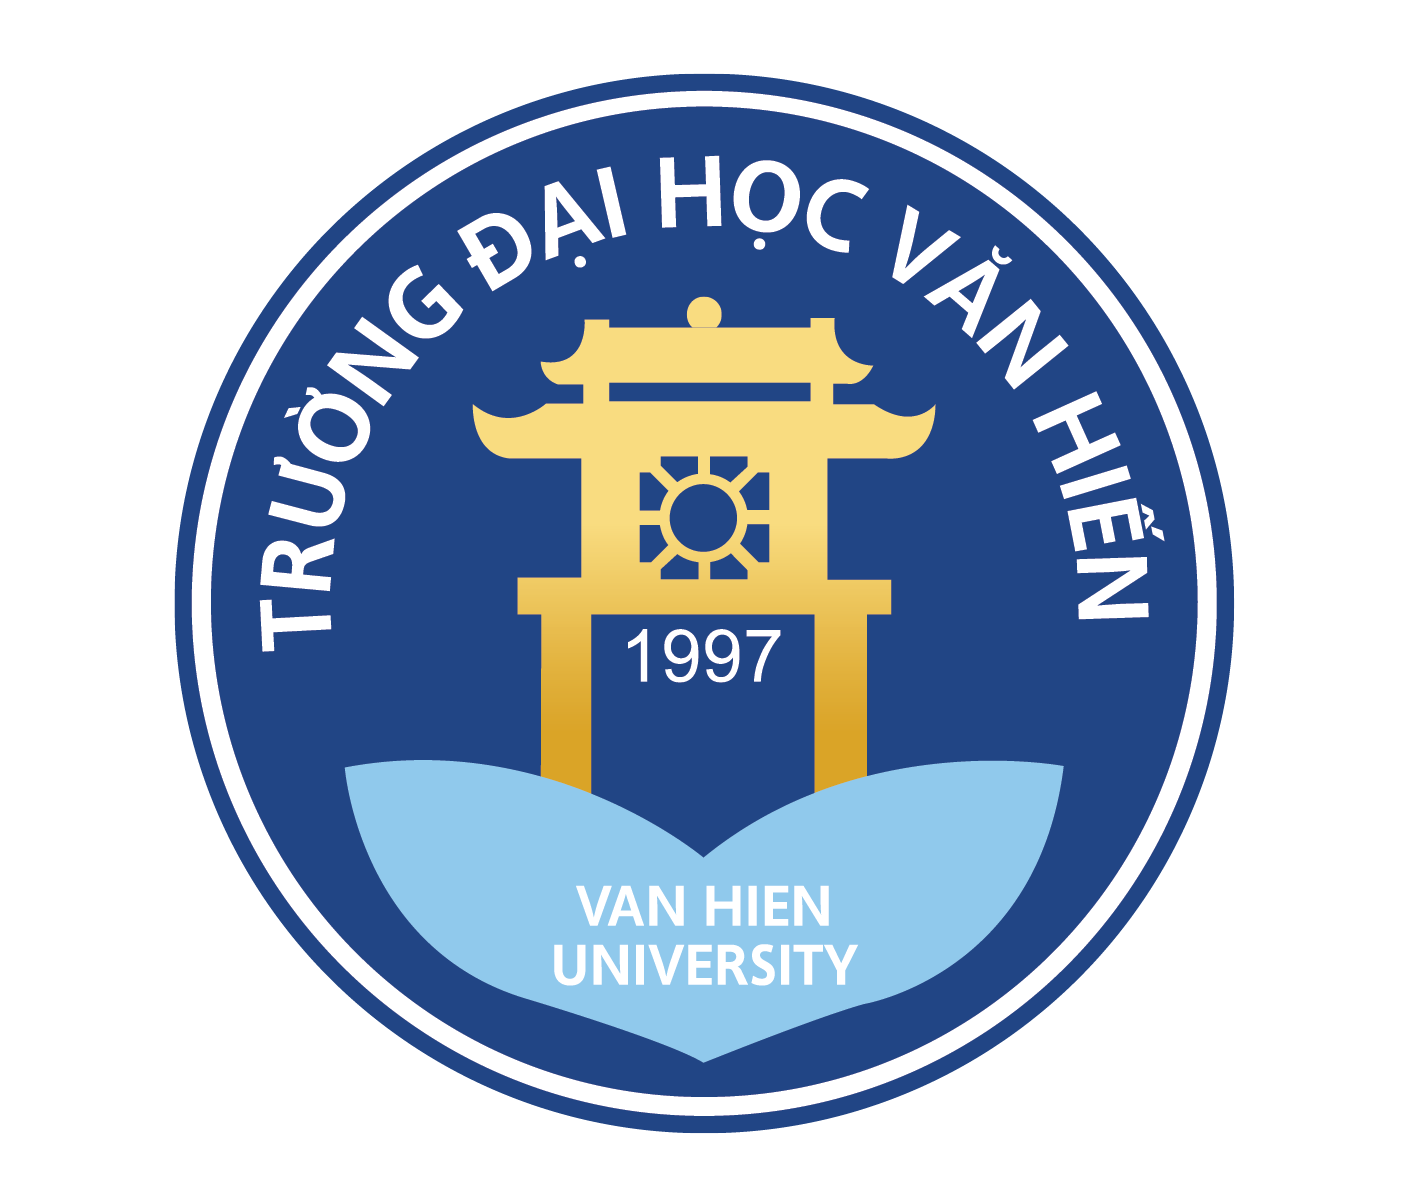 TRƯỜNG ĐẠI HỌC VĂN HIẾN
1997
VAN HIEN
UNIVERSITY